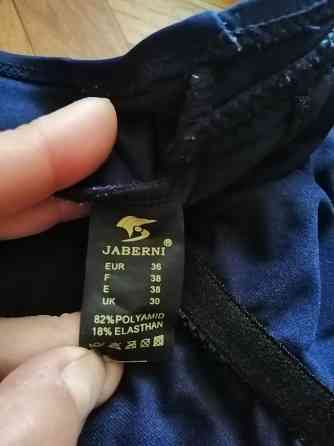 JABERNI®
EUR 36
F 38
E 38
UK 30
82% POLYAMID
18% ELASTHAN